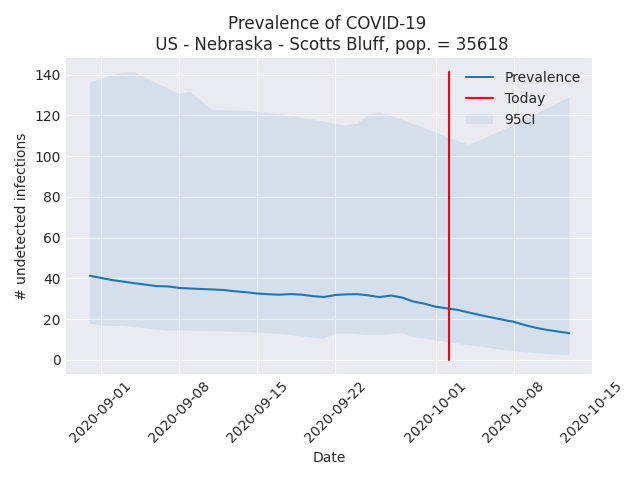 Prevalence of COVID-19
US - Nebraska - Scotts Bluff, pop. = 35618
# undetected infections
140
120
100
80
60
40
20
0
Prevalence
Today
95CI
2020-09-01
2020-09-08
2020-09-15
2020-09-22
2020-10-01
2020-10-08
2020-10-15
Date